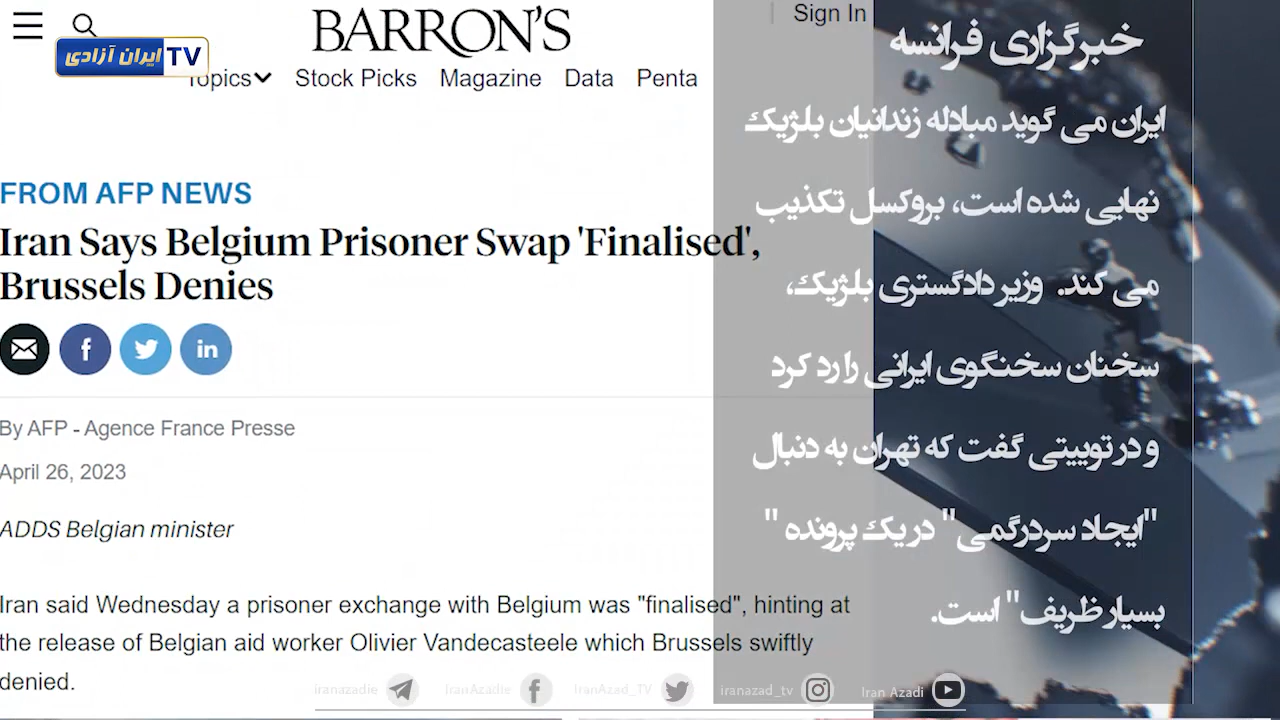 BARRON'S
Sign In
ایران آزادی TV
Topics
Stock Picks
Magazine
Data
Penta
FROM AFP NEWS
Iran Says Belgium Prisoner Swap 'Finalised',
Brussels Denies
By AFP - Agence France Presse
April 26, 2023
ADDS Belgian minister
Iran said Wednesday a prisoner exchange with Belgium was "finalised", hinting at
the release of Belgian aid worker Olivier Vandecasteele which Brussels swiftly
denied.
خبرگزاری فرانسه
ایران می گوید مبادله زندانیان بلژیک
نهایی شده است، بروکسل تکذیب
می کند. وزیر دادگستری بلژیک،
سخنان سخنگوی ایرانی را رد کرد
و در توییتی گفت که تهران به دنبال
"ایجاد سردرگمی" در یک پرونده "
بسیار ظریف" است.
iranazadie
IranAzadie
IranAzad_TV
iranazad_tv
Iran Azadi